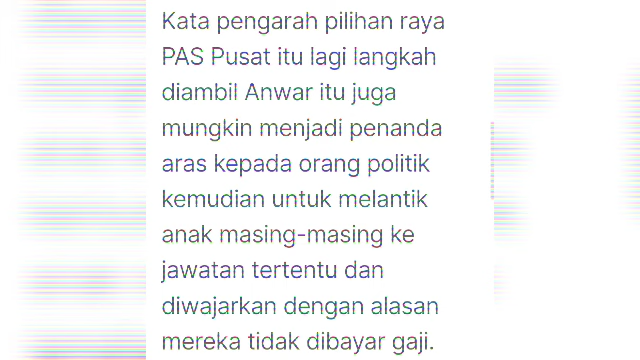 Kata pengarah pilihan raya
PAS Pusat itu lagi langkah
diambil Anwar itu juga
mungkin menjadi penanda
aras kepada orang politik
kemudian untuk melantik
anak masing-masing ke
jawatan tertentu dan
diwajarkan dengan alasan
mereka tidak dibayar gaji.